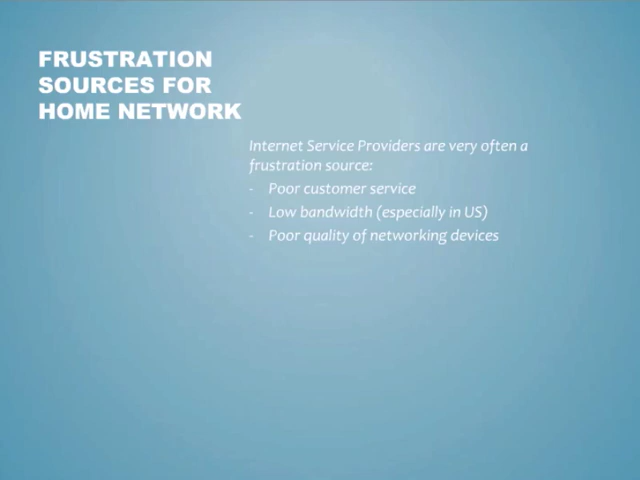 FRUSTRATION
SOURCES FOR
HOME NETWORK
Internet Service Providers are very often a
frustration source:
- Poor customer service
- Low bandwidth (especially in US)
- Poor quality of networking devices